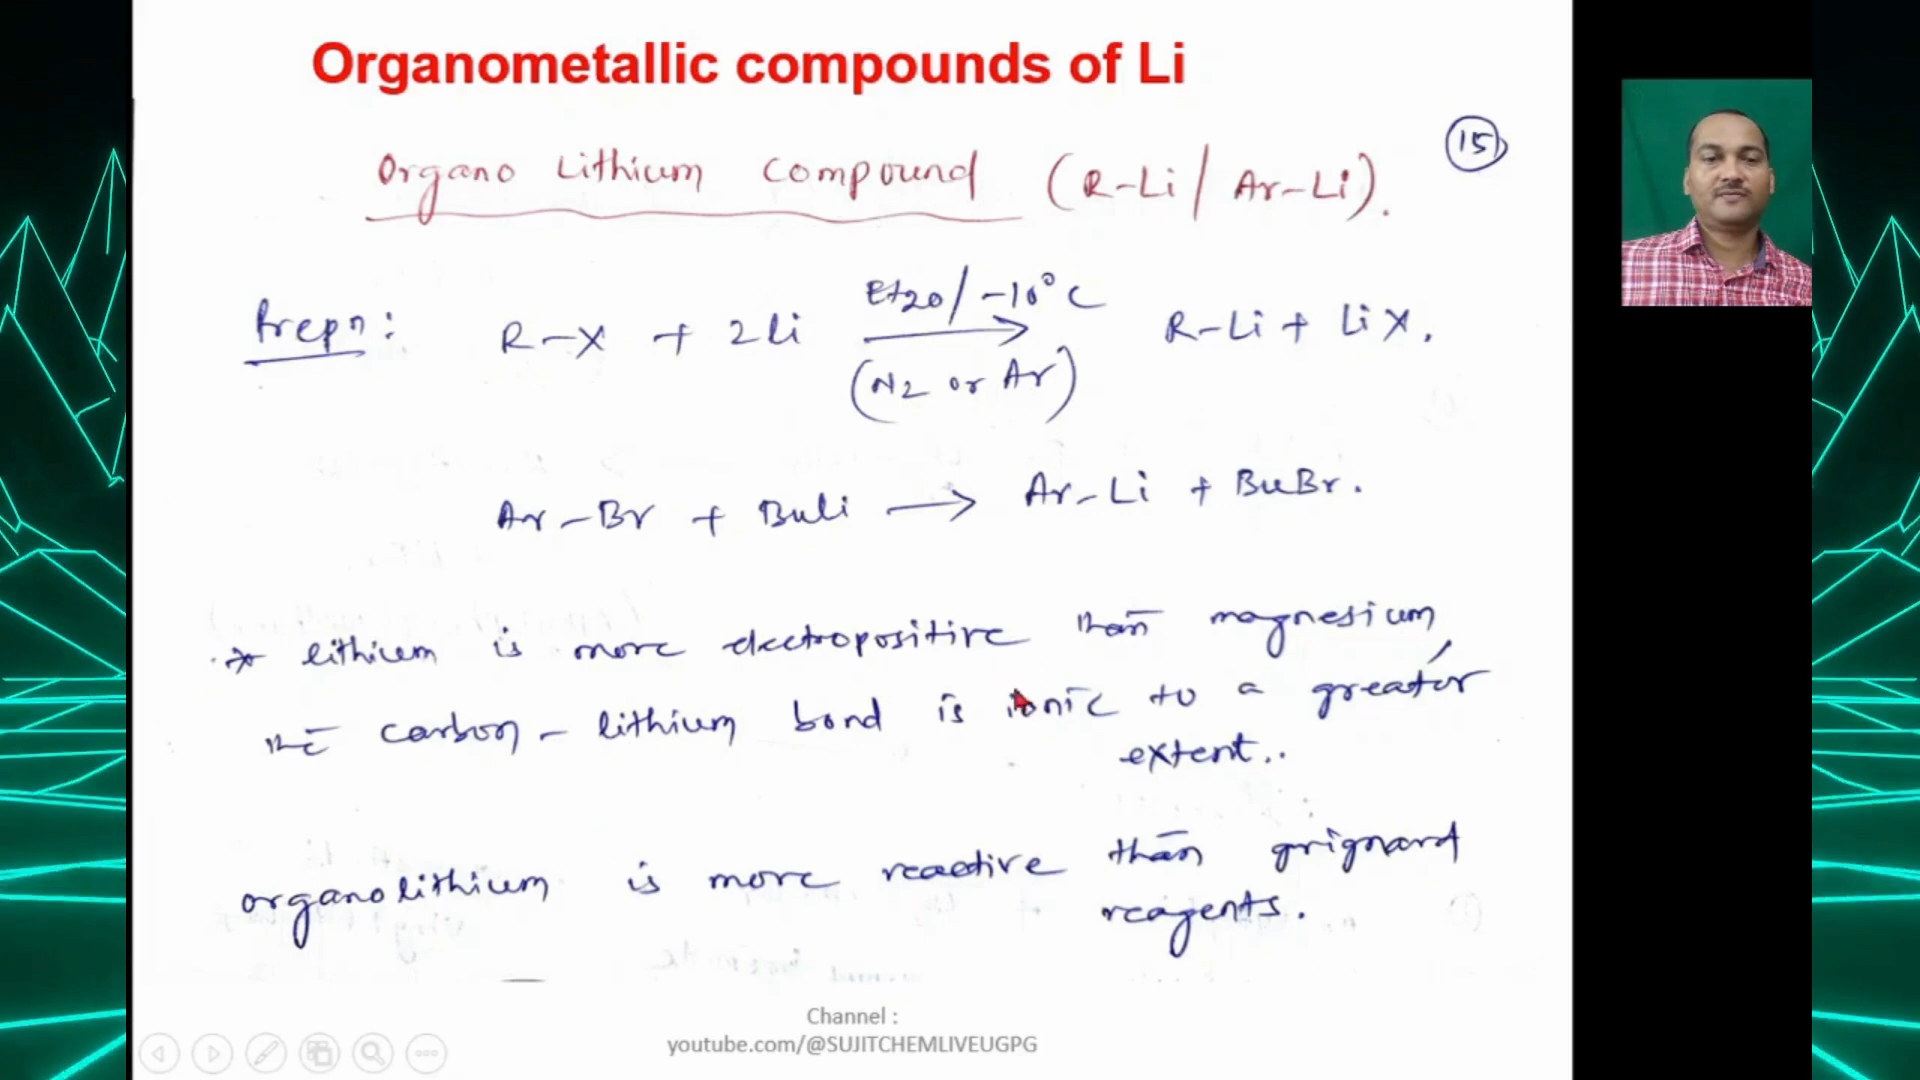 Organometallic compounds of Li
15
Organo Lithium Compound (R-Li / Ar-Li).
Prepn: R-X + 2Li Et2O / -10°C (N2 or Ar) → R-Li + LiX.
Ar-Br + BuLi → Ar-Li + BuBr.
* lithium is more electropositive than magnesium
the carbon-lithium bond is ionic to a greater
extent..
organolithium is more reactive than grignard
reagents.
Channel :
youtube.com/@SUJITCHEMLIVEUGPG